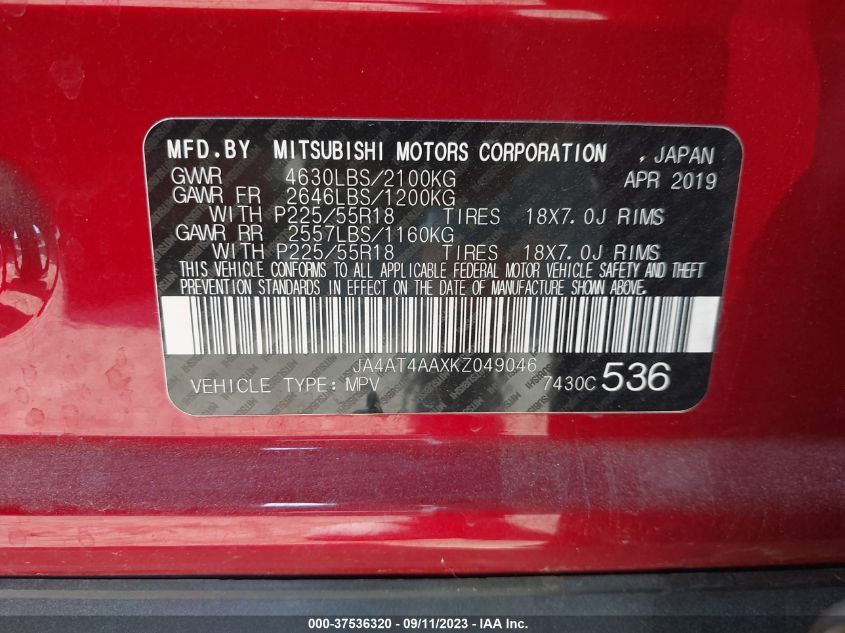 MFD.BY MITSUBISHI MOTORS CORPORATION , JAPAN
GVWR 4630LBS/2100KG APR 2019
GAWR FR 2646LBS/1200KG
WITH P225/55R18 TIRES 18X7.0J RIMS
GAWR RR 2557LBS/1160KG
WITH P225/55R18 TIRES 18X7.0J RIMS
THIS VEHICLE CONFORMS TO ALL APPLICABLE FEDERAL MOTOR VEHICLE SAFETY AND THEFT
PREVENTION STANDARDS IN EFFECT ON THE DATE OF MANUFACTURE SHOWN ABOVE.
JA4AT4AAXKZ049046
VEHICLE TYPE: MPV 7430C 536
000-37536320 - 09/11/2023 - IAA Inc.